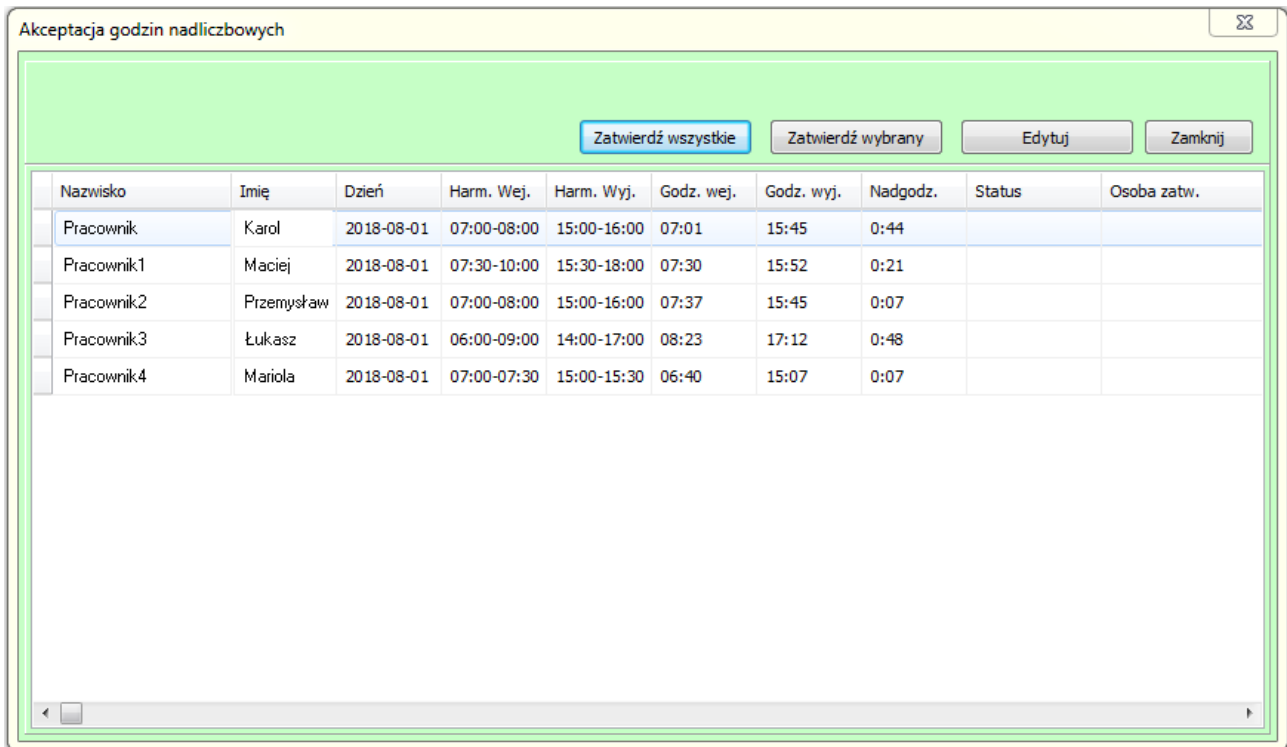 Akceptacja godzin nadliczbowych
Zatwierdź wszystkie Zatwierdź wybrany Edytuj Zamknij
Nazwisko Imię Dzień Harm. Wej. Harm. Wyj. Godz. wej. Godz. wyj. Nadgodz. Status Osoba zatw.
Pracownik Karol 2018-08-01 07:00-08:00 15:00-16:00 07:01 15:45 0:44
Pracownik1 Maciej 2018-08-01 07:30-10:00 15:30-18:00 07:30 15:52 0:21
Pracownik2 Przemysław 2018-08-01 07:00-08:00 15:00-16:00 07:37 15:45 0:07
Pracownik3 Łukasz 2018-08-01 06:00-09:00 14:00-17:00 08:23 17:12 0:48
Pracownik4 Mariola 2018-08-01 07:00-07:30 15:00-15:30 06:40 15:07 0:07